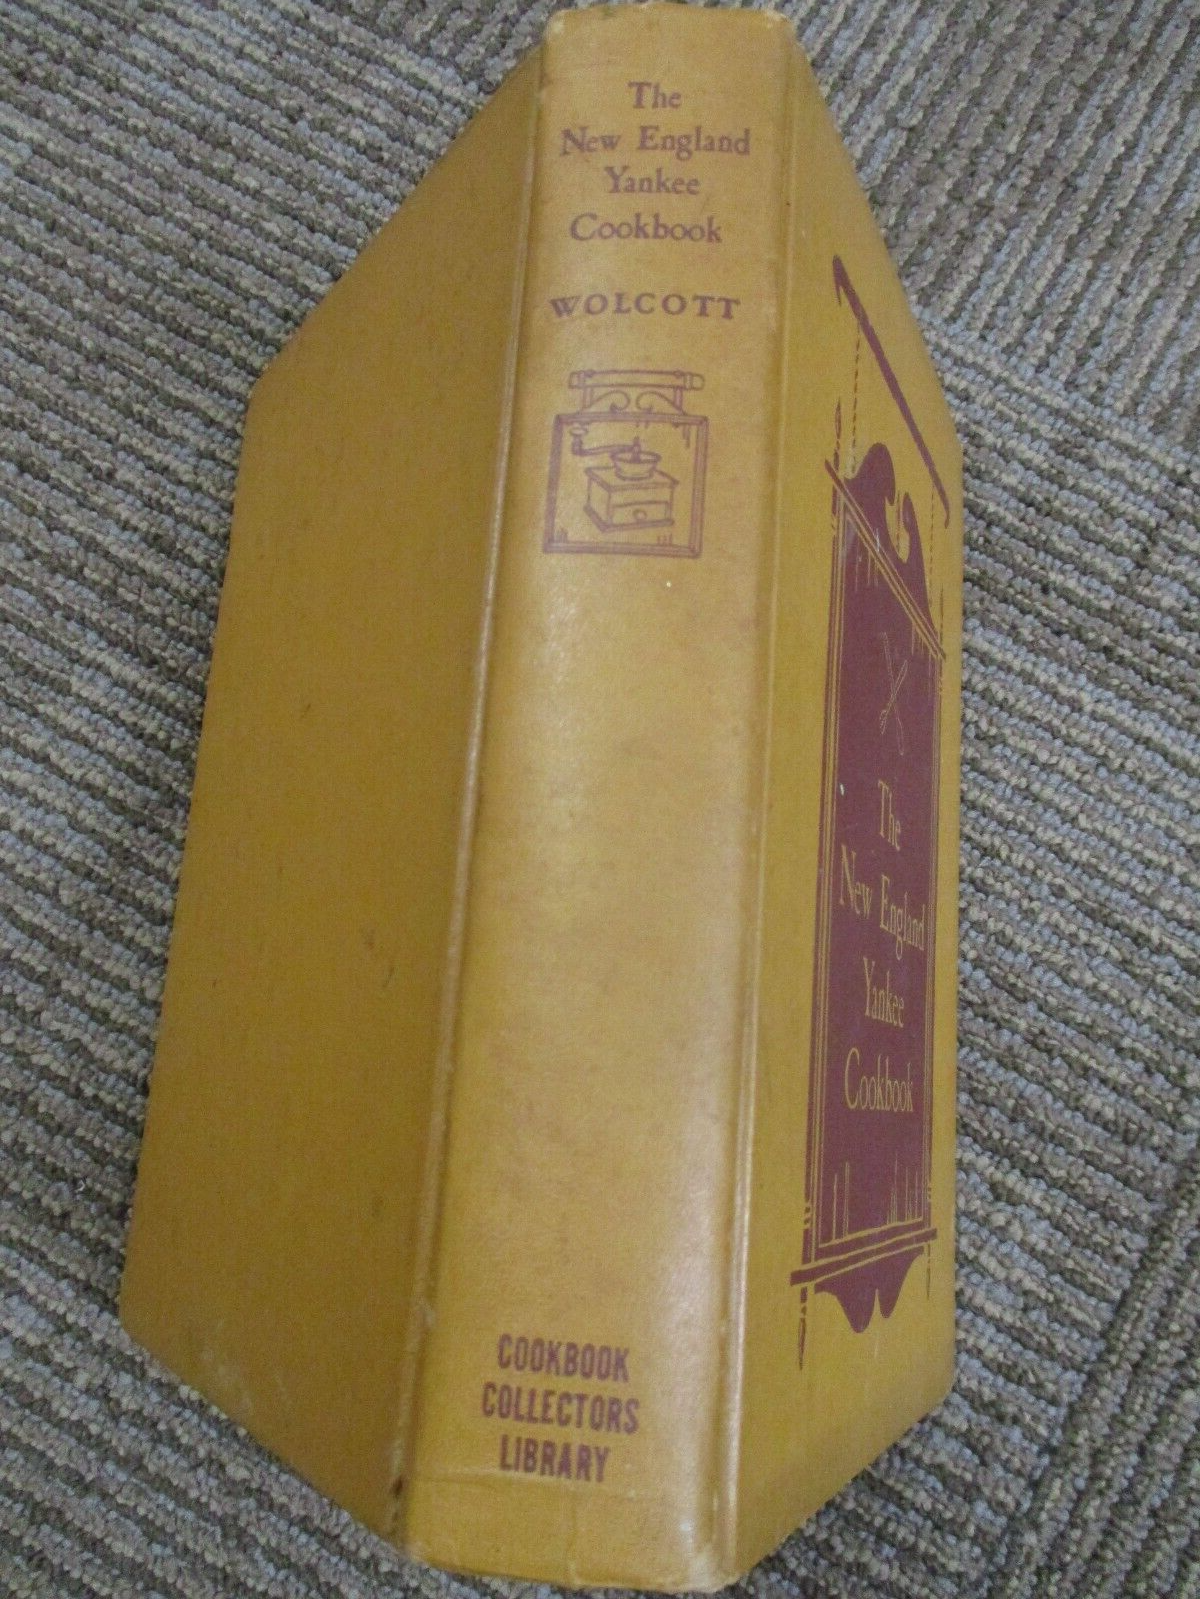 The
New England
Yankee
Cookbook
WOLCOTT
COOKBOOK
COLLECTORS
LIBRARY
The
New England
Yankee
Cookbook